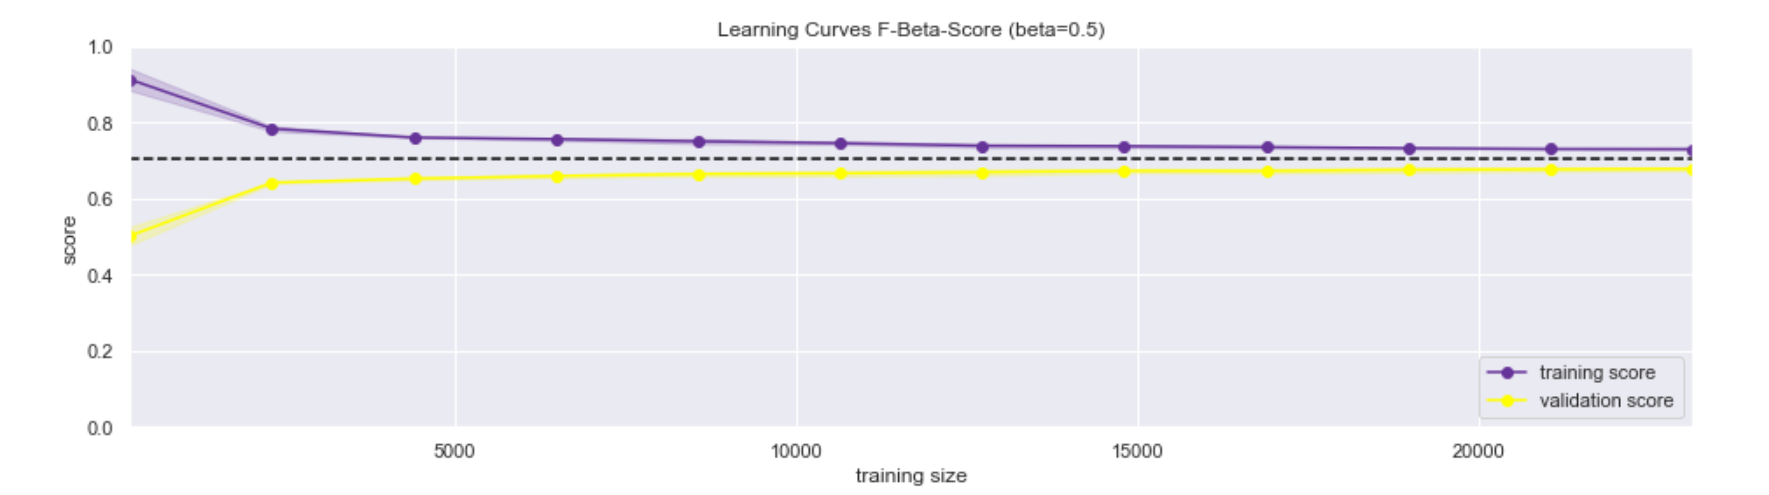 Learning Curves F-Beta-Score (beta=0.5)
1.0
0.8
0.6
0.4
0.2
0.0
score
5000 10000 15000 20000
training size
training score
validation score